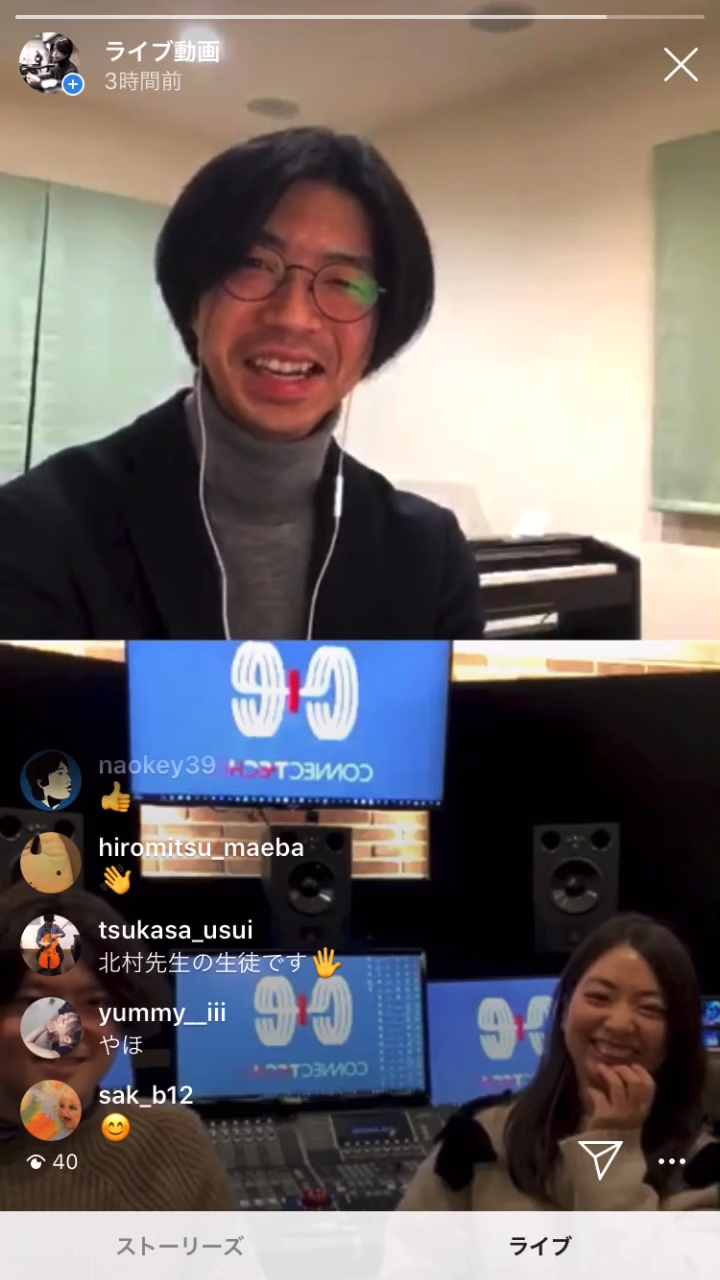 ライブ動画
3時間前
CONNECTECH
naokey39
👍
hiromitsu_maeba
👋
tsukasa_usui
北村先生の生徒です🖐
yummy__iii
やほ
CONNECTECH
sak_b12
😊
40
ストーリーズ
ライブ